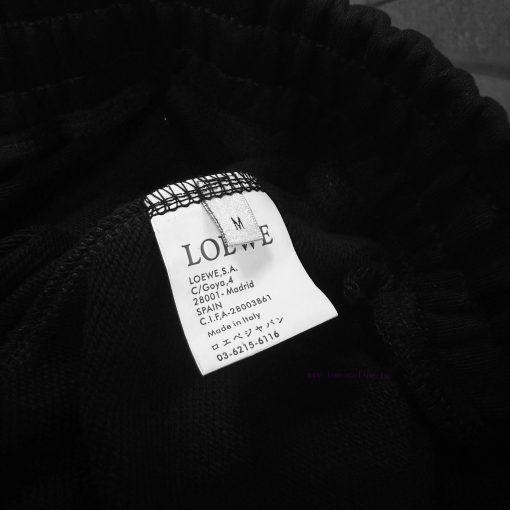 M
LOEWE
LOEWE,S.A.
C/Goya,4
28001-Madrid
SPAIN
C.I.F.A-28003861
Made in Italy
ロエベジャパン
03-6215-6116